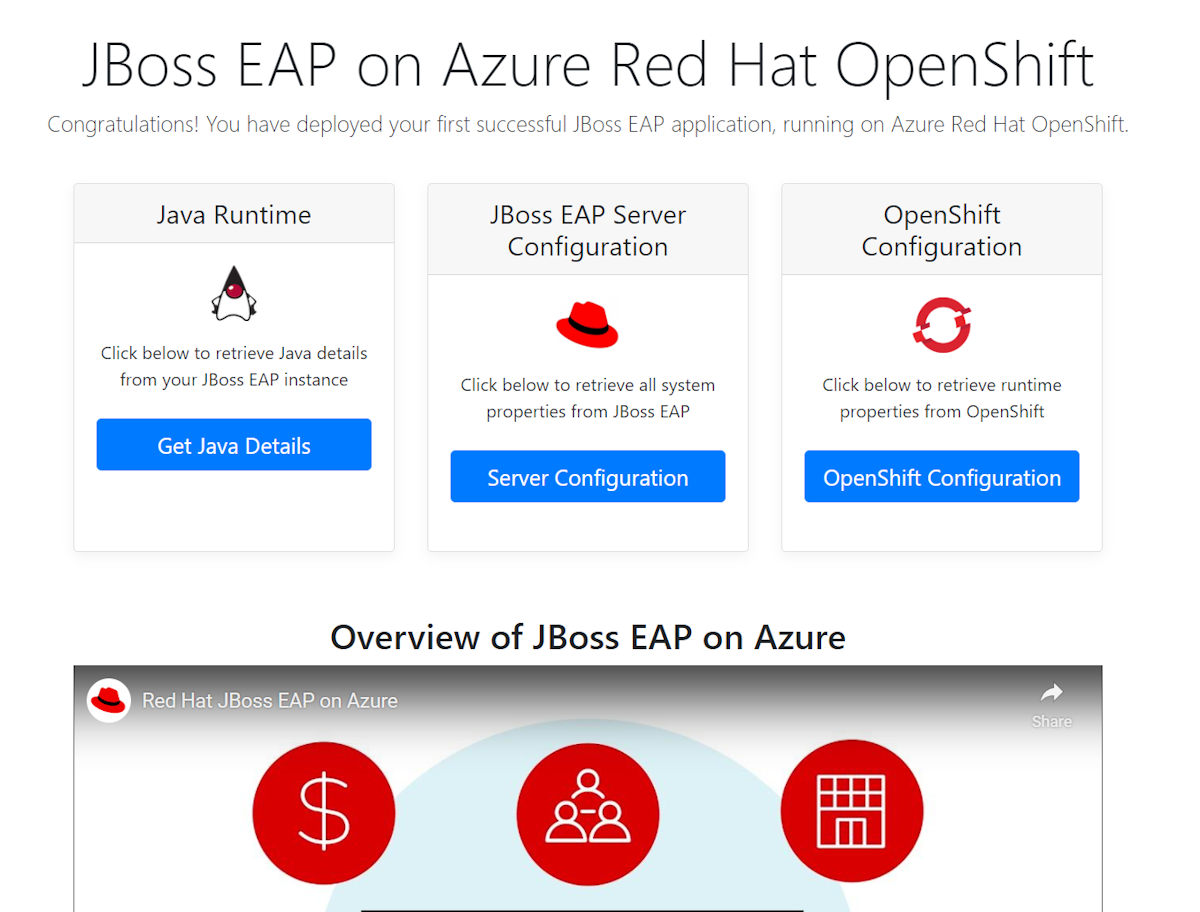 JBoss EAP on Azure Red Hat OpenShift
Congratulations! You have deployed your first successful JBoss EAP application, running on Azure Red Hat OpenShift.
Java Runtime
Click below to retrieve Java details
from your JBoss EAP instance
Get Java Details
JBoss EAP Server
Configuration
Click below to retrieve all system
properties from JBoss EAP
Server Configuration
OpenShift
Configuration
Click below to retrieve runtime
properties from OpenShift
OpenShift Configuration
Overview of JBoss EAP on Azure
Red Hat JBoss EAP on Azure
Share
$